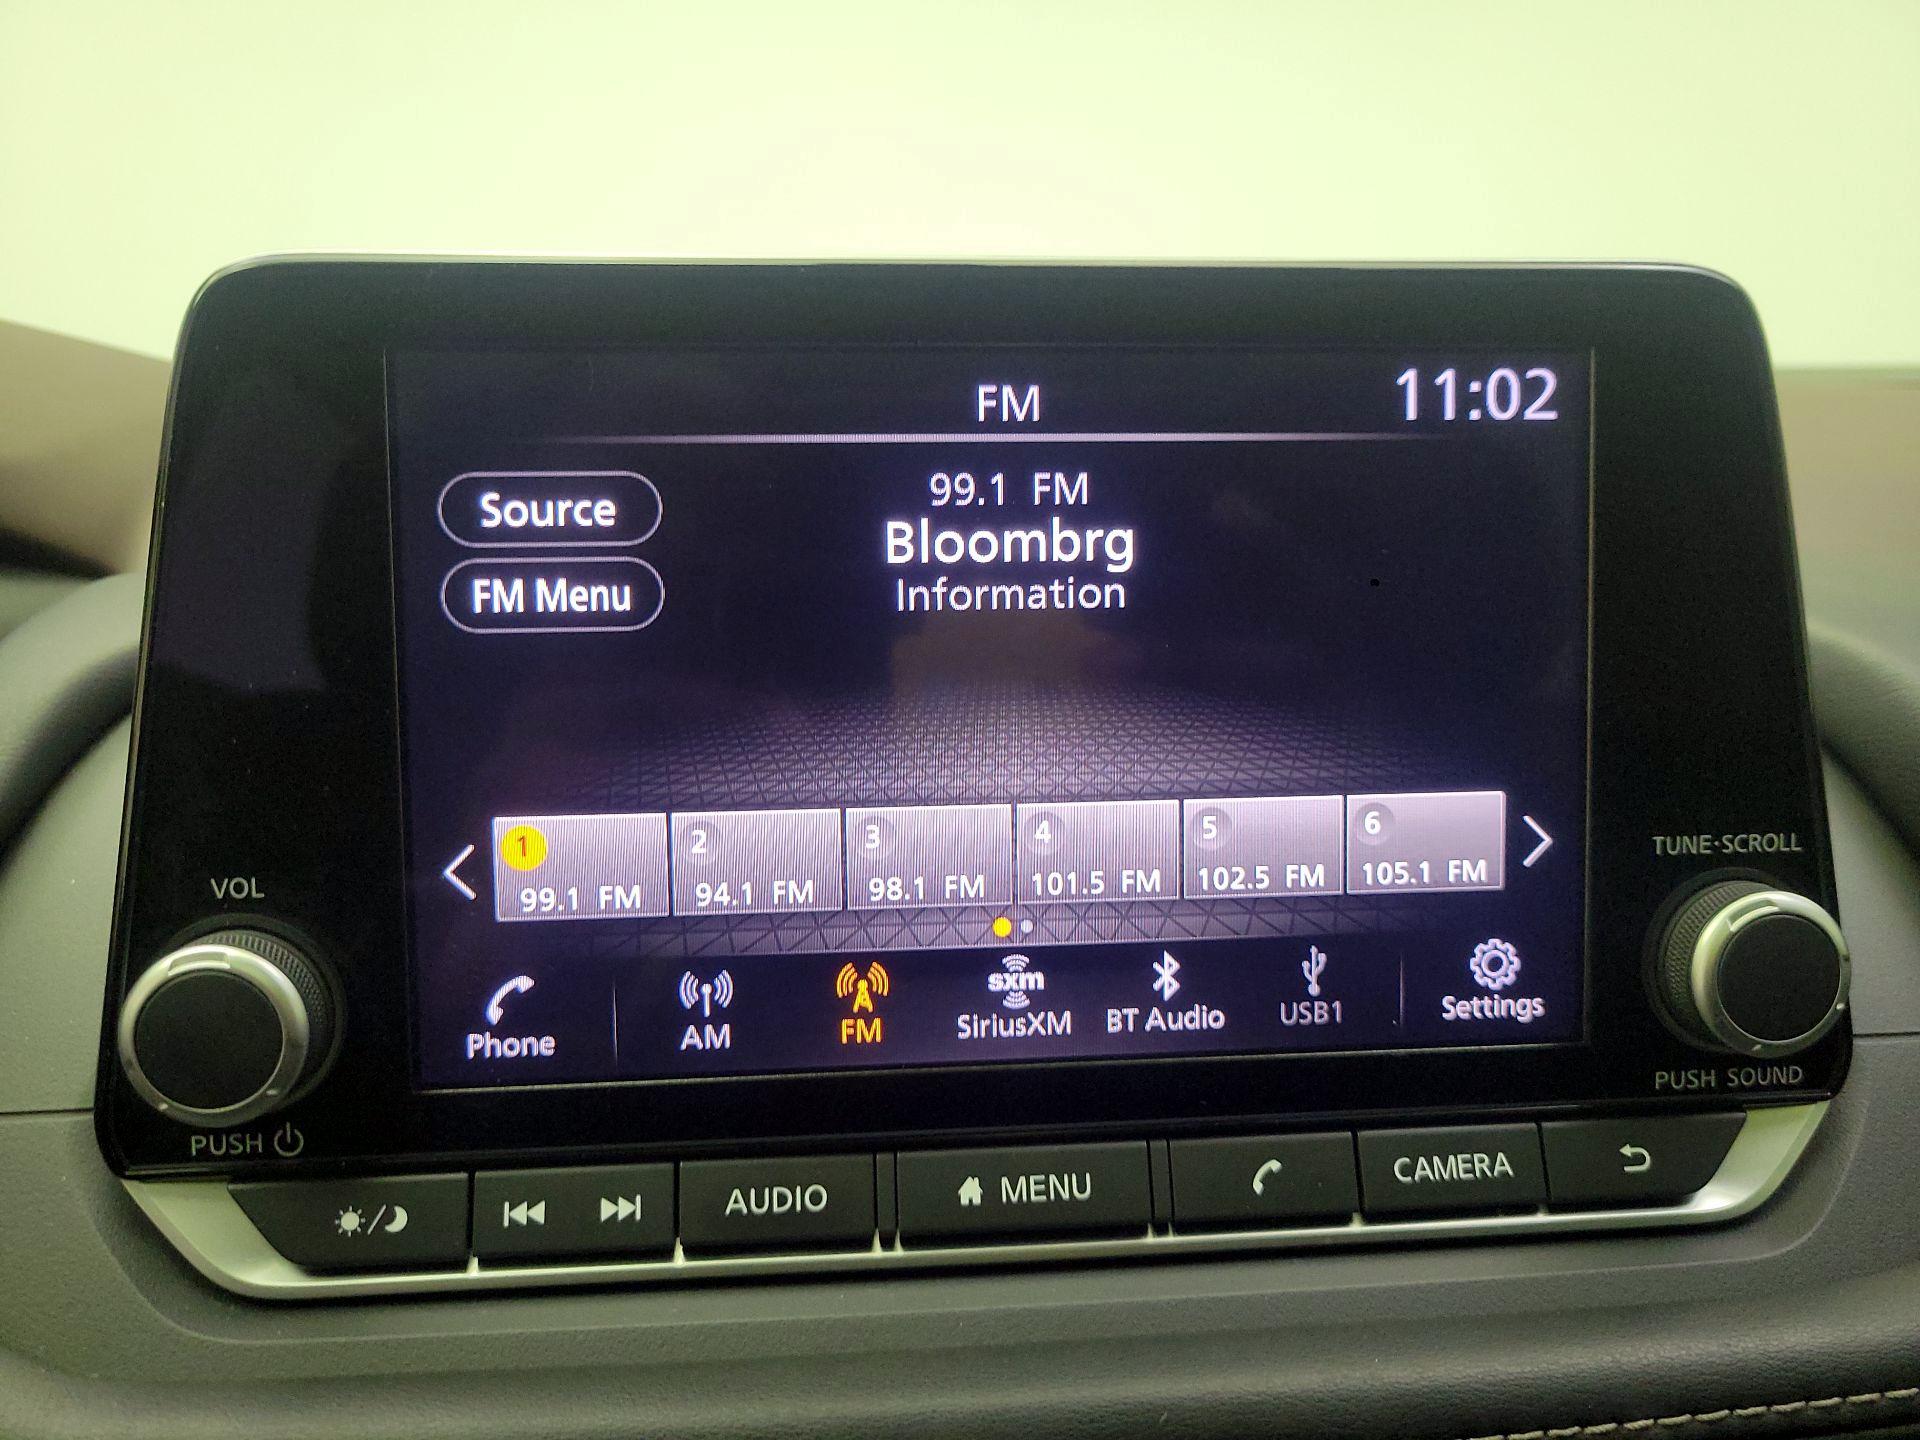 FM
11:02
Source
FM Menu
99.1 FM
Bloombrg
Information
1
99.1 FM
2
94.1 FM
3
98.1 FM
4
101.5 FM
5
102.5 FM
6
105.1 FM
Phone
AM
FM
sxm
SiriusXM
BT Audio
USB1
Settings
VOL
PUSH
TUNE·SCROLL
PUSH SOUND
AUDIO
MENU
CAMERA